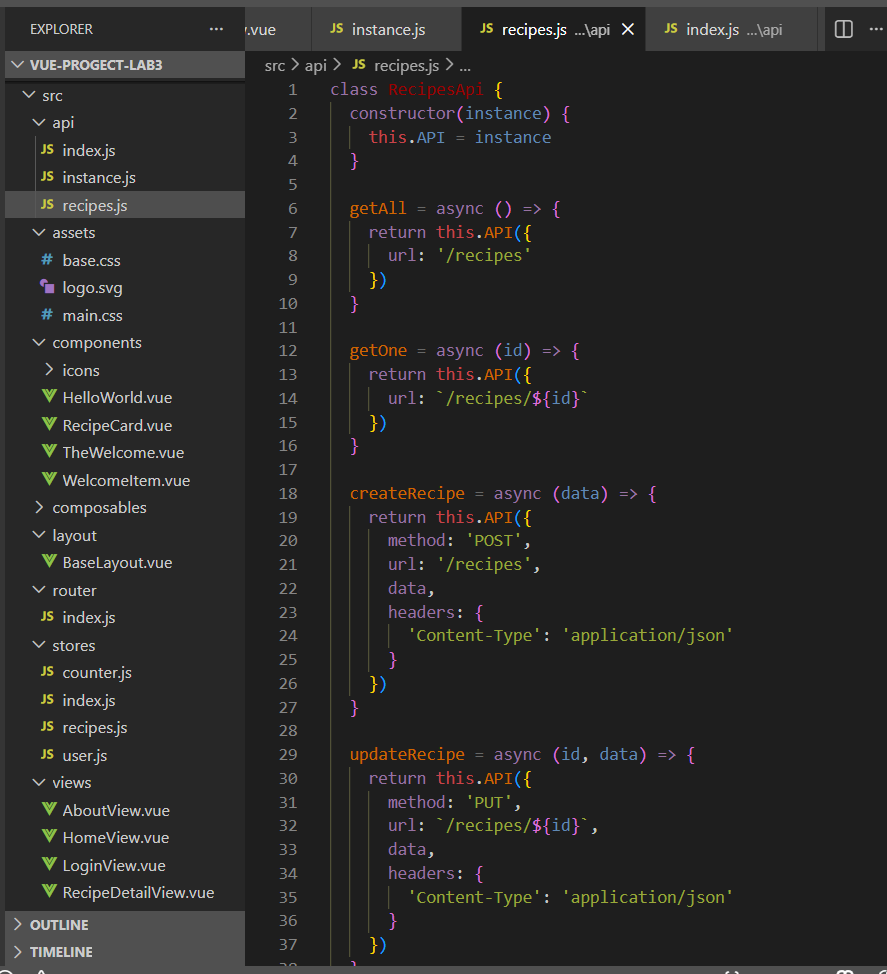 EXPLORER
...
VUE-PROGECT-LAB3
src
api
JS index.js
JS instance.js
JS recipes.js
assets
# base.css
logo.svg
# main.css
components
icons
HelloWorld.vue
RecipeCard.vue
TheWelcome.vue
WelcomeItem.vue
composables
layout
BaseLayout.vue
router
JS index.js
stores
JS counter.js
JS index.js
JS recipes.js
JS user.js
views
AboutView.vue
HomeView.vue
LoginView.vue
RecipeDetailView.vue
OUTLINE
TIMELINE
.vue
JS instance.js
JS recipes.js ...\api
JS index.js ...\api
...
src > api > JS recipes.js > ...
1 class RecipesApi {
2 constructor(instance) {
3 this.API = instance
4 }
5
6 getAll = async () => {
7 return this.API({
8 url: '/recipes'
9 })
10 }
11
12 getOne = async (id) => {
13 return this.API({
14 url: `/recipes/${id}`
15 })
16 }
17
18 createRecipe = async (data) => {
19 return this.API({
20 method: 'POST',
21 url: '/recipes',
22 data,
23 headers: {
24 'Content-Type': 'application/json'
25 }
26 })
27 }
28
29 updateRecipe = async (id, data) => {
30 return this.API({
31 method: 'PUT',
32 url: `/recipes/${id}`,
33 data,
34 headers: {
35 'Content-Type': 'application/json'
36 }
37 })